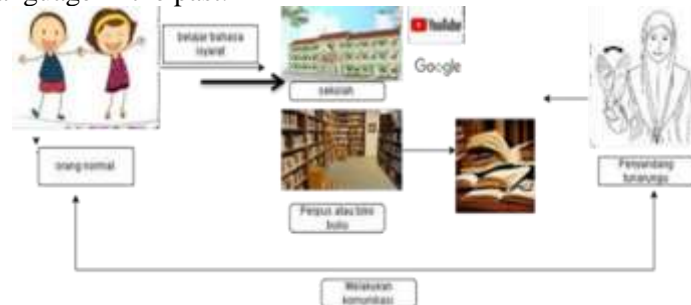 belajar bahasa
isyarat
YouTube
Google
sekolah
orang normal
Penyandang
tunarungu
Perpus atau toko
buku
Melakukan
komunikasi